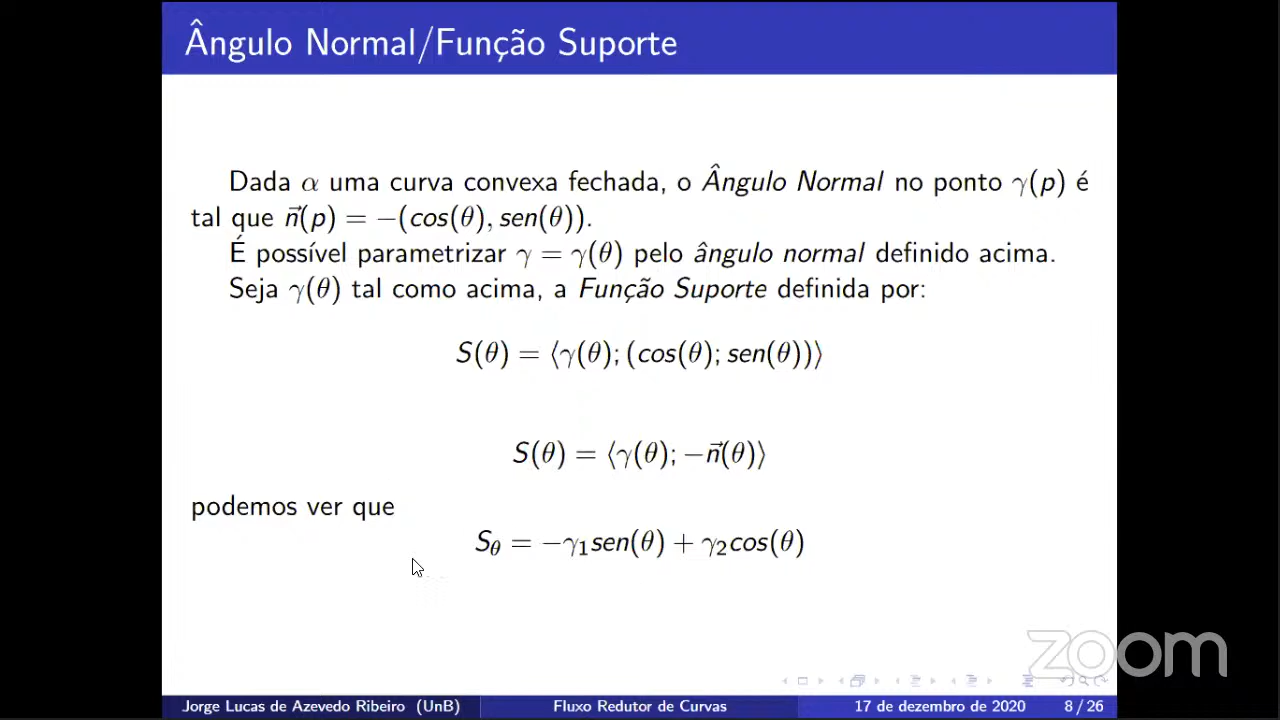 Ângulo Normal/Função Suporte
Dada α uma curva convexa fechada, o Ângulo Normal no ponto γ(p) é
tal que n⃗(p) = −(cos(θ), sen(θ)).
É possível parametrizar γ = γ(θ) pelo ângulo normal definido acima.
Seja γ(θ) tal como acima, a Função Suporte definida por:
S(θ) = ⟨γ(θ); (cos(θ); sen(θ))⟩
S(θ) = ⟨γ(θ); −n⃗(θ)⟩
podemos ver que
S_θ = −γ₁sen(θ) + γ₂cos(θ)
zoom
Jorge Lucas de Azevedo Ribeiro (UnB) Fluxo Redutor de Curvas 17 de dezembro de 2020 8 / 26